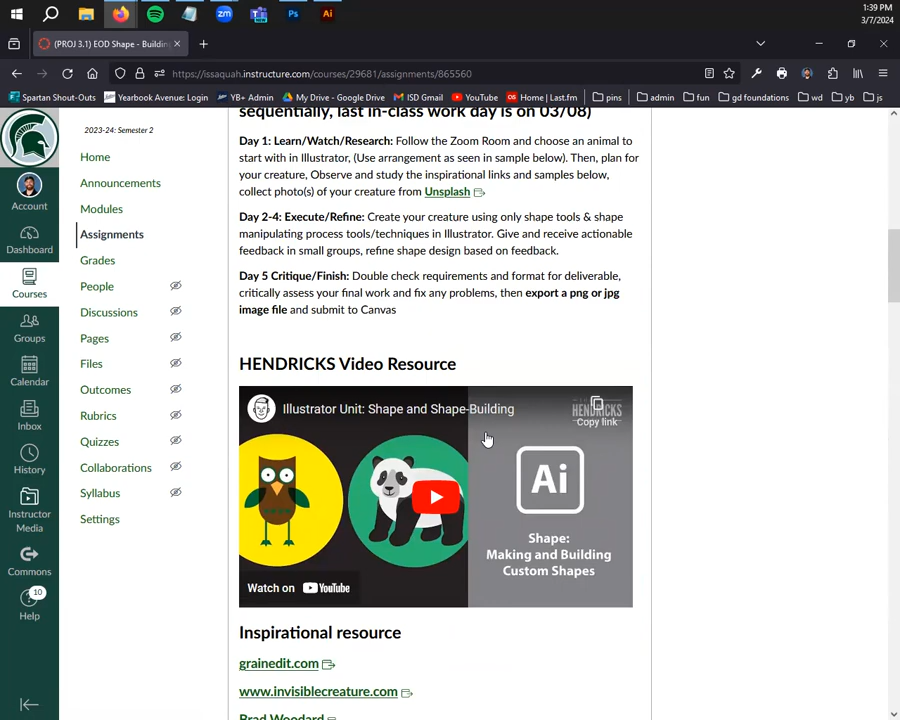 1:39 PM
3/7/2024
(PROJ 3.1) EOD Shape - Buildin
https://issaquah.instructure.com/courses/29681/assignments/865560
Spartan Shout-Outs
Yearbook Avenue: Login
YB+ Admin
My Drive - Google Drive
ISD Gmail
YouTube
Home | Last.fm
pins
admin
fun
gd foundations
wd
yb
js
2023-24: Semester 2
Home
Announcements
Modules
Assignments
Grades
People
Discussions
Pages
Files
Outcomes
Rubrics
Quizzes
Collaborations
Syllabus
Settings
Account
Dashboard
Courses
Groups
Calendar
Inbox
History
Instructor
Media
Commons
10
Help
sequentially, last in-class work day is on 03/08)
Day 1: Learn/Watch/Research: Follow the Zoom Room and choose an animal to
start with in Illustrator, (Use arrangement as seen in sample below). Then, plan for
your creature, Observe and study the inspirational links and samples below,
collect photo(s) of your creature from Unsplash
Day 2-4: Execute/Refine: Create your creature using only shape tools & shape
manipulating process tools/techniques in Illustrator. Give and receive actionable
feedback in small groups, refine shape design based on feedback.
Day 5 Critique/Finish: Double check requirements and format for deliverable,
critically assess your final work and fix any problems, then export a png or jpg
image file and submit to Canvas
HENDRICKS Video Resource
Illustrator Unit: Shape and Shape-Building
HENDRICKS
Copy link
Ai
Shape:
Making and Building
Custom Shapes
Watch on YouTube
Inspirational resource
grainedit.com
www.invisiblecreature.com
Brad Woodard